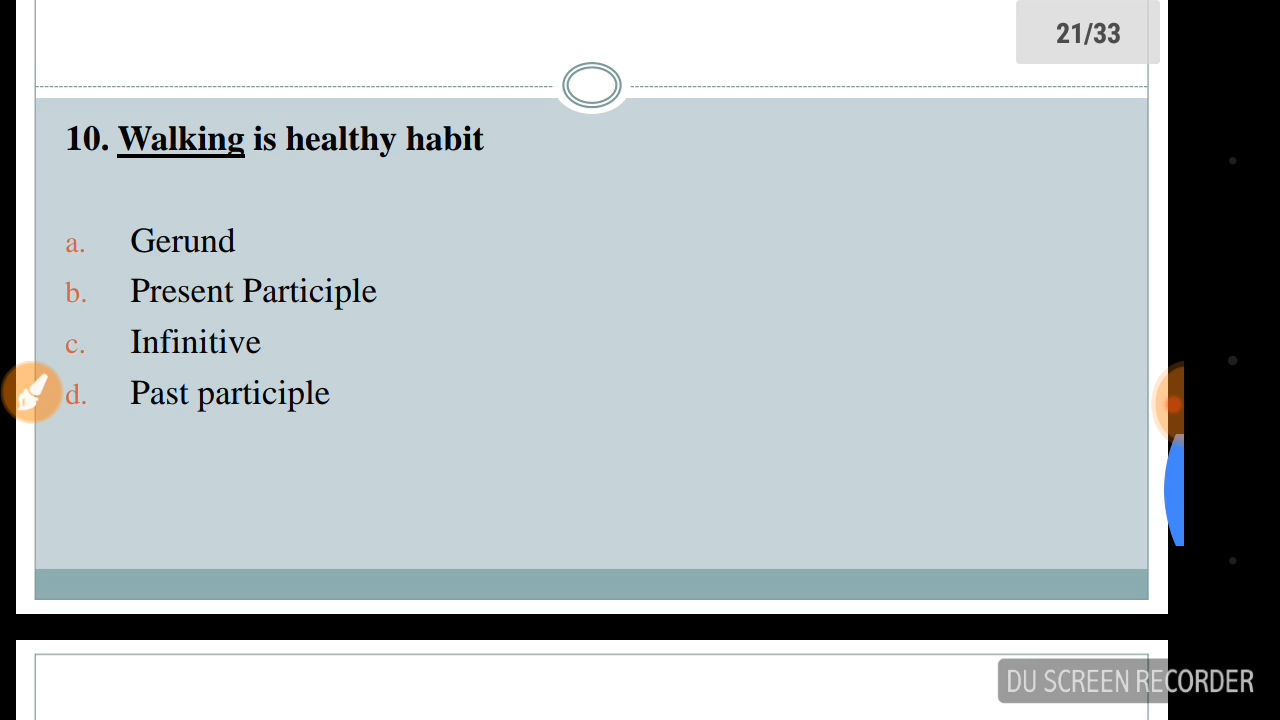 21/33
10. Walking is healthy habit
a. Gerund
b. Present Participle
c. Infinitive
d. Past participle
DU SCREEN RECORDER